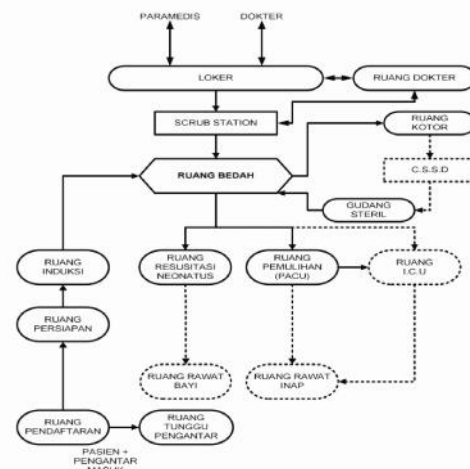 PARAMEDIS
DOKTER
LOKER
RUANG DOKTER
SCRUB STATION
RUANG
KOTOR
RUANG BEDAH
C.S.S.D
GUDANG
STERIL
RUANG
INDUKSI
RUANG
RESUSITASI
NEONATUS
RUANG
PEMULIHAN
(PACU)
RUANG
I.C.U
RUANG
PERSIAPAN
RUANG RAWAT
BAYI
RUANG RAWAT
INAP
RUANG
PENDAFTARAN
RUANG
TUNGGU
PENGANTAR
PASIEN +
PENGANTAR